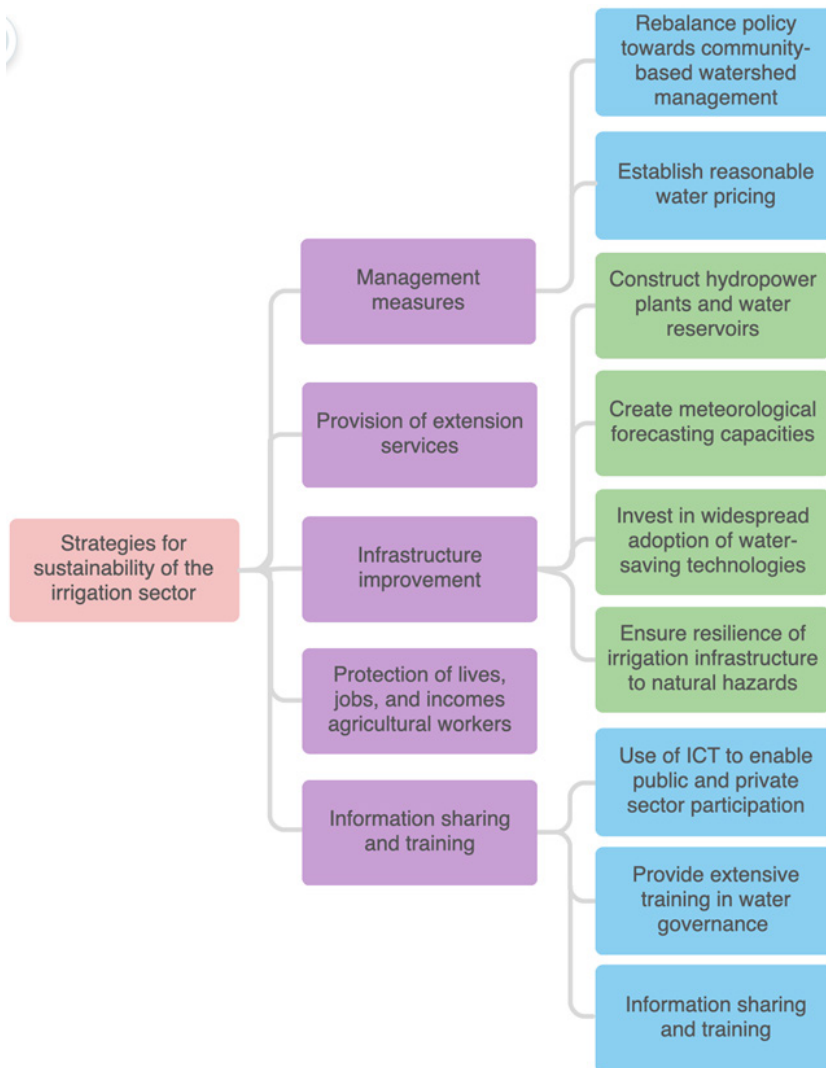 Rebalance policy
towards community-
based watershed
management
Establish reasonable
water pricing
Management
measures
Construct hydropower
plants and water
reservoirs
Provision of extension
services
Create meteorological
forecasting capacities
Strategies for
sustainability of the
irrigation sector
Infrastructure
improvement
Invest in widespread
adoption of water-
saving technologies
Ensure resilience of
irrigation infrastructure
to natural hazards
Protection of lives,
jobs, and incomes
agricultural workers
Use of ICT to enable
public and private
sector participation
Information sharing
and training
Provide extensive
training in water
governance
Information sharing
and training